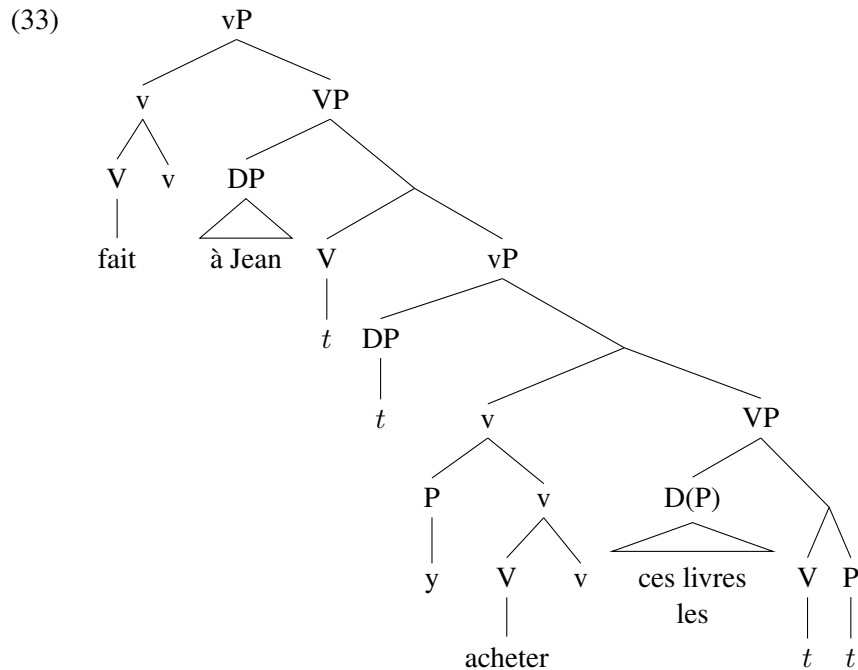 (33) vP
v VP
V v DP
fait à Jean V vP
t DP
t v VP
P v D(P)
y V v ces livres V P
les
acheter t t